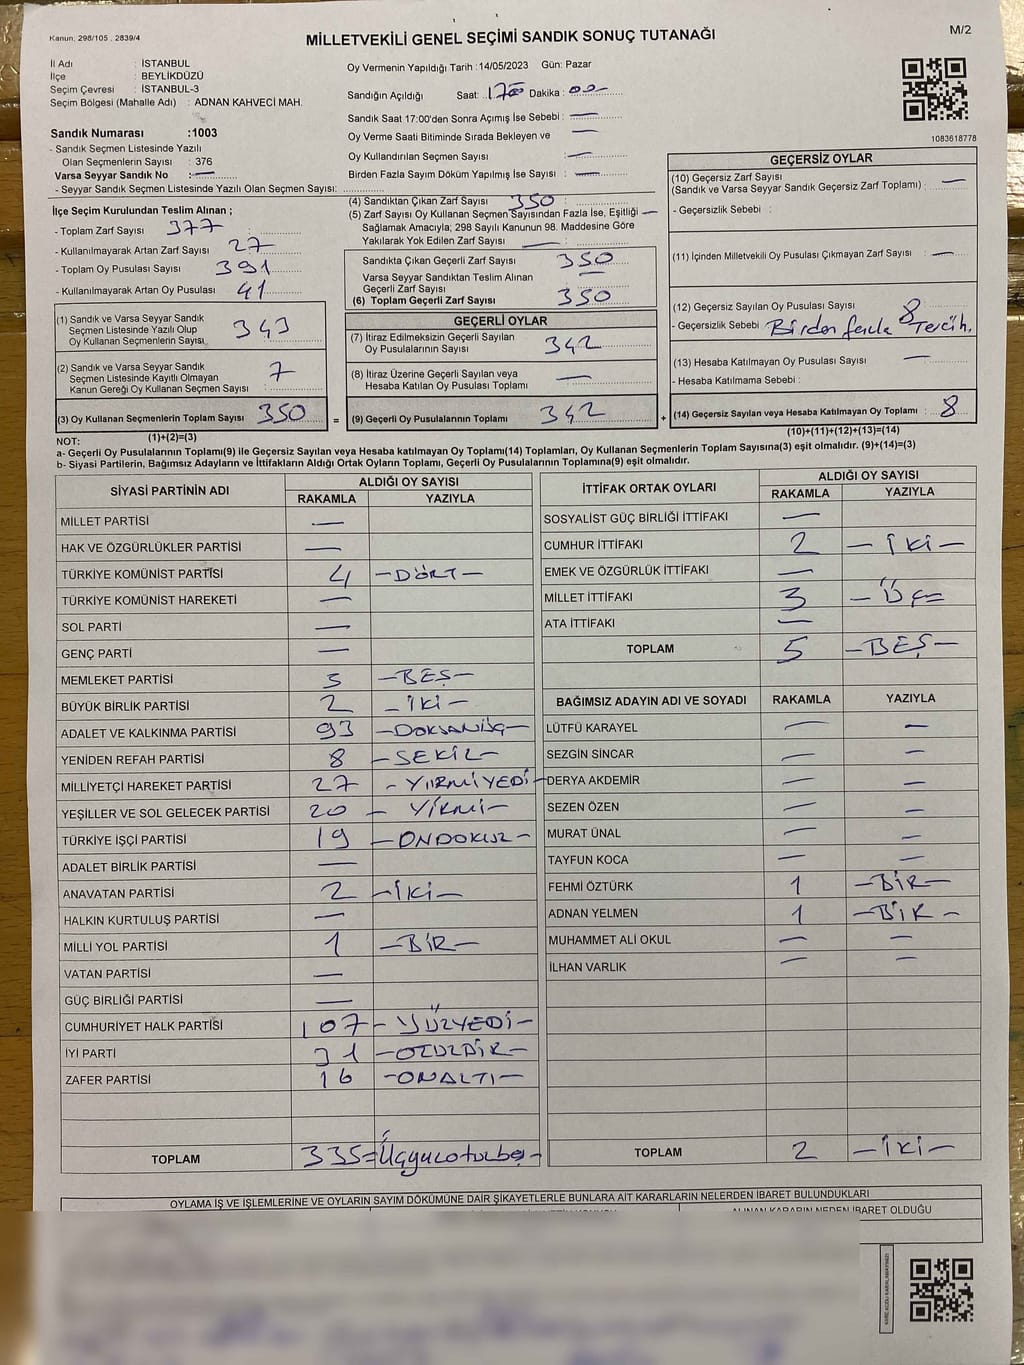 Kanun: 298/105 , 2839/4
MİLLETVEKİLİ GENEL SEÇİMİ SANDIK SONUÇ TUTANAĞI
M/2
İl Adı : İSTANBUL
İlçe : BEYLİKDÜZÜ
Seçim Çevresi : İSTANBUL-3
Seçim Bölgesi (Mahalle Adı) : ADNAN KAHVECİ MAH.
Sandık Numarası :1003
- Sandık Seçmen Listesinde Yazılı
Olan Seçmenlerin Sayısı : 376
Varsa Seyyar Sandık No : —
- Seyyar Sandık Seçmen Listesinde Yazılı Olan Seçmen Sayısı:
Oy Vermenin Yapıldığı Tarih :14/05/2023 Gün: Pazar
Sandığın Açıldığı Saat: 17 00 Dakika : 00
Sandık Saat 17:00'den Sonra Açımış İse Sebebi : —
Oy Verme Saati Bitiminde Sırada Bekleyen ve —
Oy Kullandırılan Seçmen Sayısı : —
Birden Fazla Sayım Döküm Yapılmış İse Sayısı : —
1083618778
İlçe Seçim Kurulundan Teslim Alınan ;
- Toplam Zarf Sayısı : 377
- Kullanılmayarak Artan Zarf Sayısı : 27
- Toplam Oy Pusulası Sayısı : 391
- Kullanılmayarak Artan Oy Pusulası : 41
(1) Sandık ve Varsa Seyyar Sandık
Seçmen Listesinde Yazılı Olup
Oy Kullanan Seçmenlerin Sayısı : 343
(2) Sandık ve Varsa Seyyar Sandık
Seçmen Listesinde Kayıtlı Olmayan
Kanun Gereği Oy Kullanan Seçmen Sayısı : 7
(3) Oy Kullanan Seçmenlerin Toplam Sayısı : 350 =
(1)+(2)=(3)
(4) Sandıktan Çıkan Zarf Sayısı : 350
(5) Zarf Sayısı Oy Kullanan Seçmen Sayısından Fazla İse, Eşitliği —
Sağlamak Amacıyla; 298 Sayılı Kanunun 98. Maddesine Göre
Yakılarak Yok Edilen Zarf Sayısı : —
Sandıkta Çıkan Geçerli Zarf Sayısı : 350
Varsa Seyyar Sandıktan Teslim Alınan —
Geçerli Zarf Sayısı :
(6) Toplam Geçerli Zarf Sayısı : 350
GEÇERLİ OYLAR
(7) İtiraz Edilmeksizin Geçerli Sayılan
Oy Pusulalarının Sayısı : 342
(8) İtiraz Üzerine Geçerli Sayılan veya
Hesaba Katılan Oy Pusulası Toplamı : —
(9) Geçerli Oy Pusulalarının Toplamı : 342 +
GEÇERSİZ OYLAR
(10) Geçersiz Zarf Sayısı
(Sandık ve Varsa Seyyar Sandık Geçersiz Zarf Toplamı) : —
- Geçersizlik Sebebi :
(11) İçinden Milletvekili Oy Pusulası Çıkmayan Zarf Sayısı : —
(12) Geçersiz Sayılan Oy Pusulası Sayısı : 8
- Geçersizlik Sebebi : Birden fazla Tercih.
(13) Hesaba Katılmayan Oy Pusulası Sayısı : —
- Hesaba Katılmama Sebebi :
(14) Geçersiz Sayılan veya Hesaba Katılmayan Oy Toplamı : 8
(10)+(11)+(12)+(13)=(14)
NOT:
a- Geçerli Oy Pusulalarının Toplamı(9) ile Geçersiz Sayılan veya Hesaba katılmayan Oy Toplamı(14) Toplamları, Oy Kullanan Seçmenlerin Toplam Sayısına(3) eşit olmalıdır. (9)+(14)=(3)
b- Siyasi Partilerin, Bağımsız Adayların ve İttifakların Aldığı Ortak Oyların Toplamı, Geçerli Oy Pusulalarının Toplamına(9) eşit olmalıdır.
SİYASİ PARTİNİN ADI ALDIĞI OY SAYISI
RAKAMLA YAZIYLA
MİLLET PARTİSİ —
HAK VE ÖZGÜRLÜKLER PARTİSİ —
TÜRKİYE KOMÜNİST PARTİSİ 4 -DÖRT-
TÜRKİYE KOMÜNİST HAREKETİ —
SOL PARTİ —
GENÇ PARTİ —
MEMLEKET PARTİSİ 5 -BEŞ-
BÜYÜK BİRLİK PARTİSİ 2 -İKİ-
ADALET VE KALKINMA PARTİSİ 93 -DOKSANÜÇ-
YENİDEN REFAH PARTİSİ 8 -SEKİZ-
MİLLİYETÇİ HAREKET PARTİSİ 27 -YİRMİYEDİ-
YEŞİLLER VE SOL GELECEK PARTİSİ 20 -YİRMİ-
TÜRKİYE İŞÇİ PARTİSİ 19 -ONDOKUZ-
ADALET BİRLİK PARTİSİ —
ANAVATAN PARTİSİ 2 -İKİ-
HALKIN KURTULUŞ PARTİSİ —
MİLLİ YOL PARTİSİ 1 -BİR-
VATAN PARTİSİ —
GÜÇ BİRLİĞİ PARTİSİ —
CUMHURİYET HALK PARTİSİ 107 -YÜZYEDİ-
İYİ PARTİ 31 -OTUZBİR-
ZAFER PARTİSİ 16 -ONALTI-
TOPLAM 335 =Üçyüzotuzbeş-
İTTİFAK ORTAK OYLARI ALDIĞI OY SAYISI
RAKAMLA YAZIYLA
SOSYALİST GÜÇ BİRLİĞİ İTTİFAKI —
CUMHUR İTTİFAKI 2 -İKİ-
EMEK VE ÖZGÜRLÜK İTTİFAKI —
MİLLET İTTİFAKI 3 -ÜÇ-
ATA İTTİFAKI —
TOPLAM 5 -BEŞ-
BAĞIMSIZ ADAYIN ADI VE SOYADI RAKAMLA YAZIYLA
LÜTFÜ KARAYEL — —
SEZGİN SİNCAR — —
DERYA AKDEMİR — —
SEZEN ÖZEN — —
MURAT ÜNAL — —
TAYFUN KOCA — —
FEHMİ ÖZTÜRK 1 -BİR-
ADNAN YELMEN 1 -BİR-
MUHAMMET ALİ OKUL — —
İLHAN VARLIK — —
TOPLAM 2 -İKİ-
OYLAMA İŞ VE İŞLEMLERİNE VE OYLARIN SAYIM DÖKÜMÜNE DAİR ŞİKAYETLERLE BUNLARA AİT KARARLARIN NELERDEN İBARET BULUNDUKLARI
ALINAN KARARIN NEDEN İBARET OLDUĞU